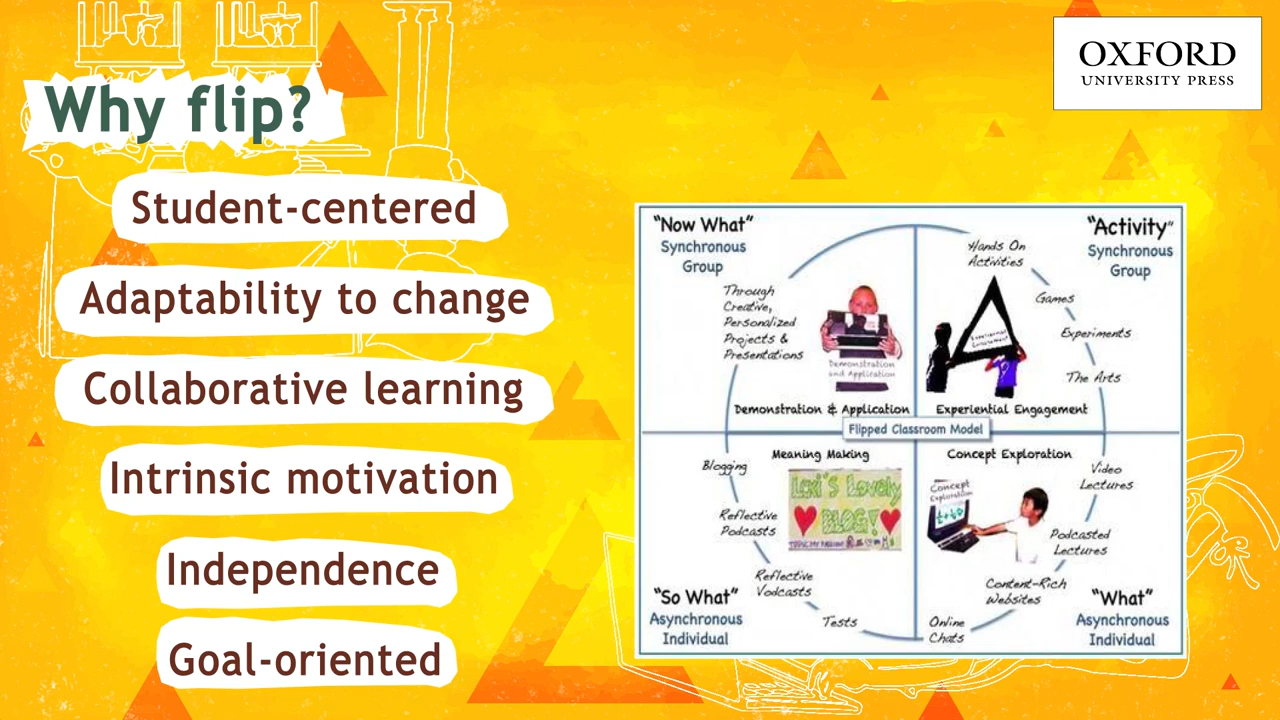 OXFORD
UNIVERSITY PRESS
Why flip?
Student-centered
Adaptability to change
Collaborative learning
Intrinsic motivation
Independence
Goal-oriented
"Now What"
Synchronous
Group
Through
Creative,
Personalized
Projects &
Presentations
Demonstration
and Application
Demonstration & Application
"Activity"
Synchronous
Group
Hands On
Activities
Games
Experiments
The Arts
Experiential Engagement
Flipped Classroom Model
Meaning Making
Blogging
Reflective
Podcasts
Reflective
Vodcasts
Tests
Lexi's Lovely
BLOG!
"So What"
Asynchronous
Individual
Concept Exploration
Concept
Exploration
Video
Lectures
Podcasted
Lectures
Content-Rich
Websites
Online
Chats
"What"
Asynchronous
Individual